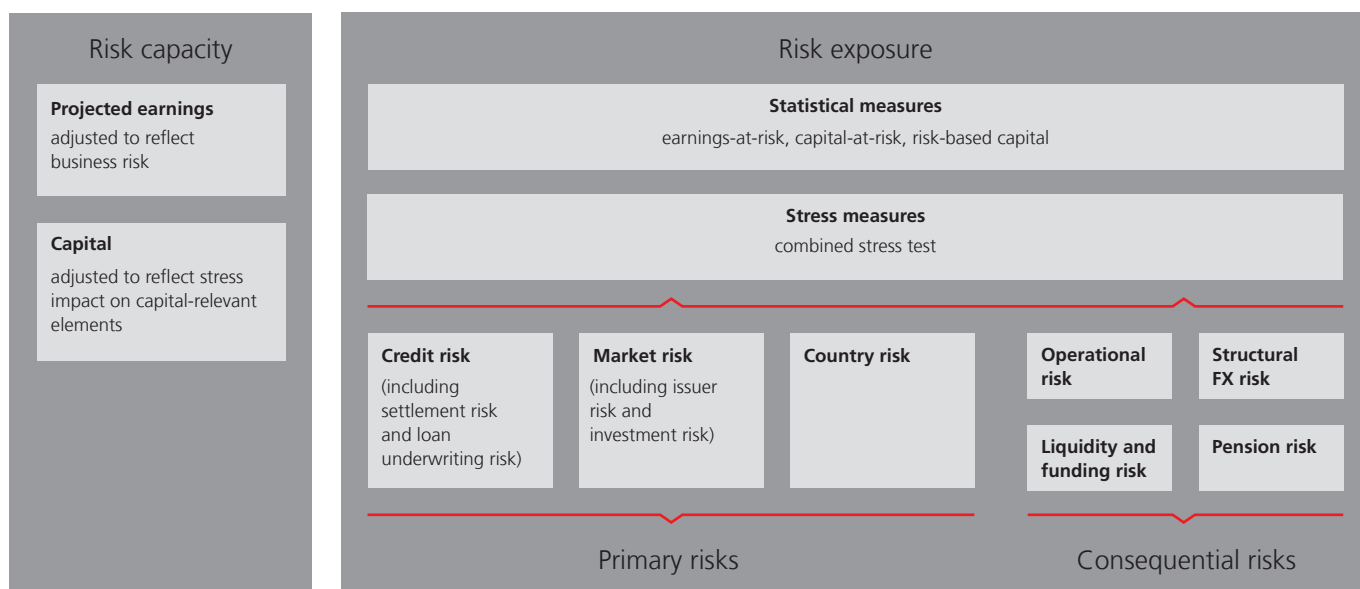 Risk capacity
Projected earnings
adjusted to reflect
business risk
Capital
adjusted to reflect stress
impact on capital-relevant
elements
Risk exposure
Statistical measures
earnings-at-risk, capital-at-risk, risk-based capital
Stress measures
combined stress test
Credit risk
(including
settlement risk
and loan
underwriting risk)
Market risk
(including issuer
risk and
investment risk)
Country risk
Operational
risk
Structural
FX risk
Liquidity and
funding risk
Pension risk
Primary risks
Consequential risks